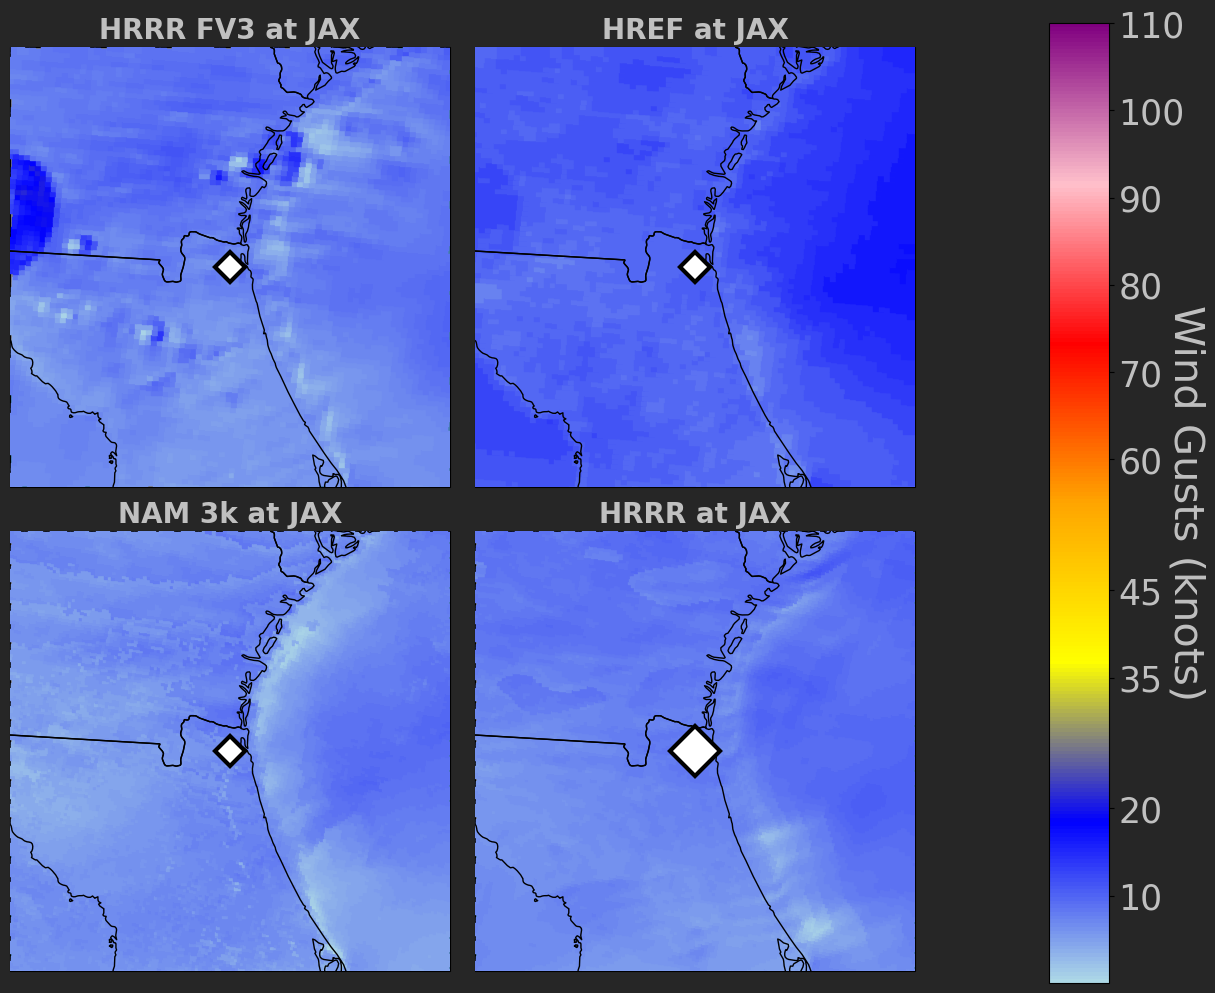 HRRR FV3 at JAX
HREF at JAX
NAM 3k at JAX
HRRR at JAX
110
100
90
80
70
60
45
35
20
10
Wind Gusts (knots)